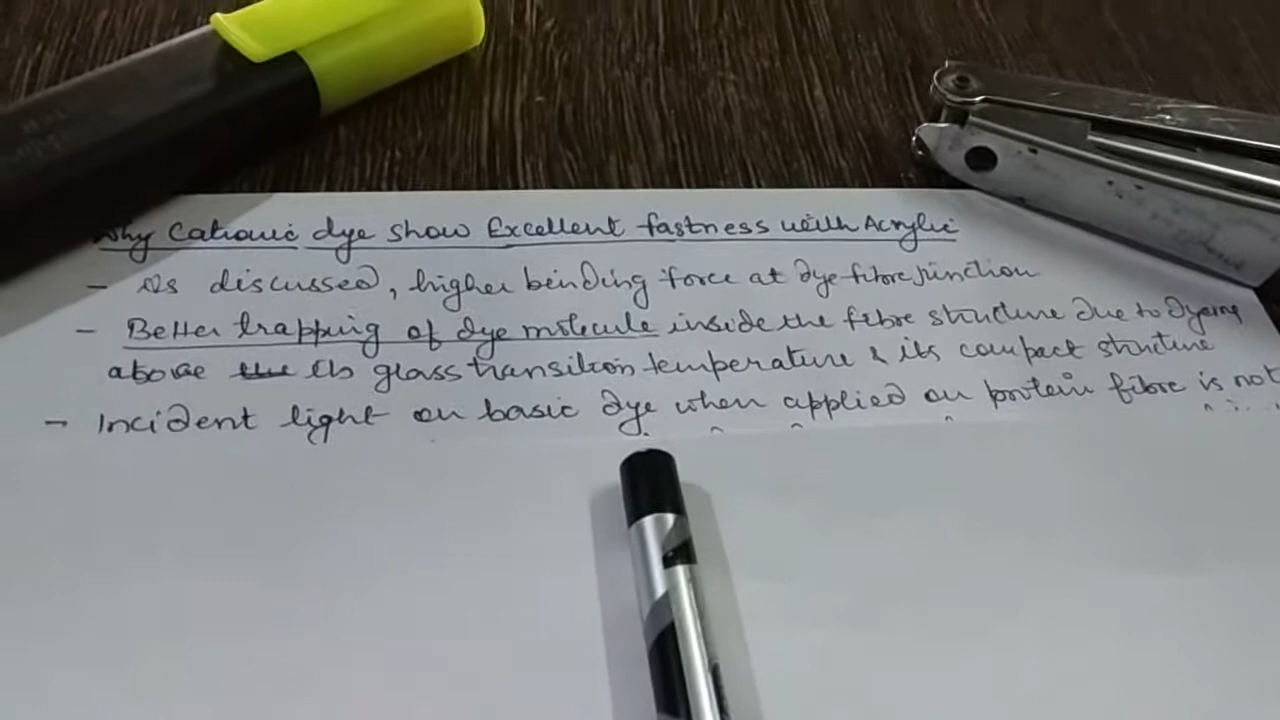 Why Cationic dye show Excellent fastness with Acrylic
- As discussed, higher binding force at dye-fibre junction
- Better trapping of dye molecule inside the fibre structure due to Dyeing
above its glass transition temperature & its compact structure
- Incident light on basic dye when applied on protein fibre is not